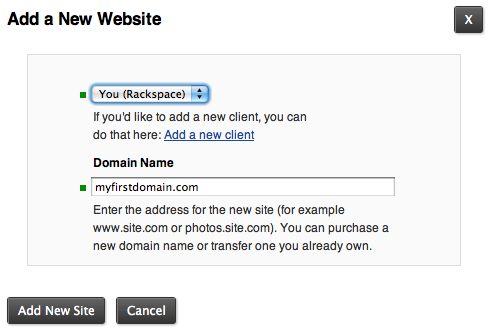 Add a New Website
X
You (Rackspace)
If you'd like to add a new client, you can
do that here: Add a new client
Domain Name
myfirstdomain.com
Enter the address for the new site (for example
www.site.com or photos.site.com). You can purchase a
new domain name or transfer one you already own.
Add New Site
Cancel